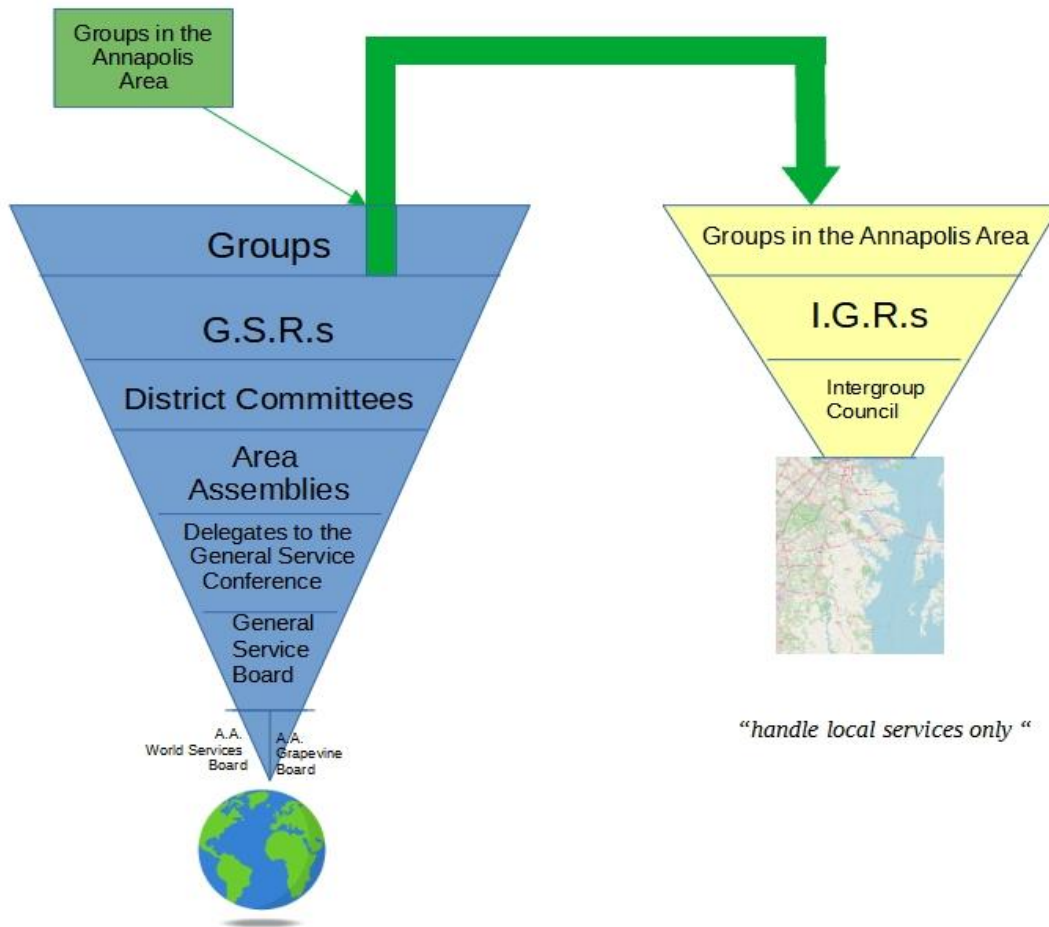 Groups in the
Annapolis
Area
Groups
G.S.R.s
District Committees
Area
Assemblies
Delegates to the
General Service
Conference
General
Service
Board
A.A.
World Services
Board
A.A.
Grapevine
Board
Groups in the Annapolis Area
I.G.R.s
Intergroup
Council
“handle local services only “